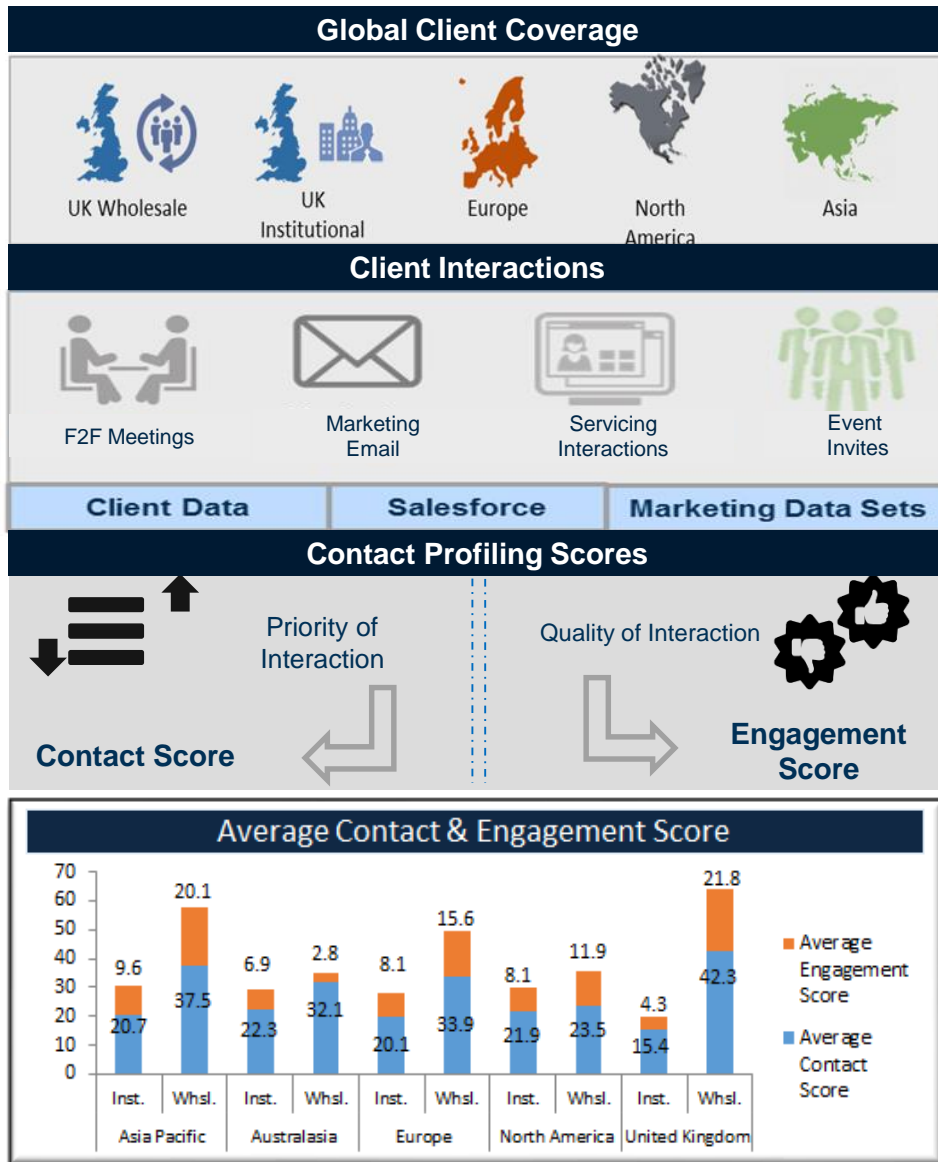 Global Client Coverage
UK Wholesale
UK
Institutional
Europe
North
America
Asia
Client Interactions
F2F Meetings
Marketing
Email
Servicing
Interactions
Event
Invites
Client Data
Salesforce
Marketing Data Sets
Contact Profiling Scores
Priority of
Interaction
Quality of Interaction
Contact Score
Engagement
Score
Average Contact & Engagement Score
70
60
50
40
30
20
10
0
9.6
20.7
20.1
37.5
6.9
22.3
2.8
32.1
8.1
20.1
15.6
33.9
8.1
21.9
11.9
23.5
4.3
15.4
21.8
42.3
Inst. Whsl. Inst. Whsl. Inst. Whsl. Inst. Whsl. Inst. Whsl.
Asia Pacific Australasia Europe North America United Kingdom
Average
Engagement
Score
Average
Contact
Score